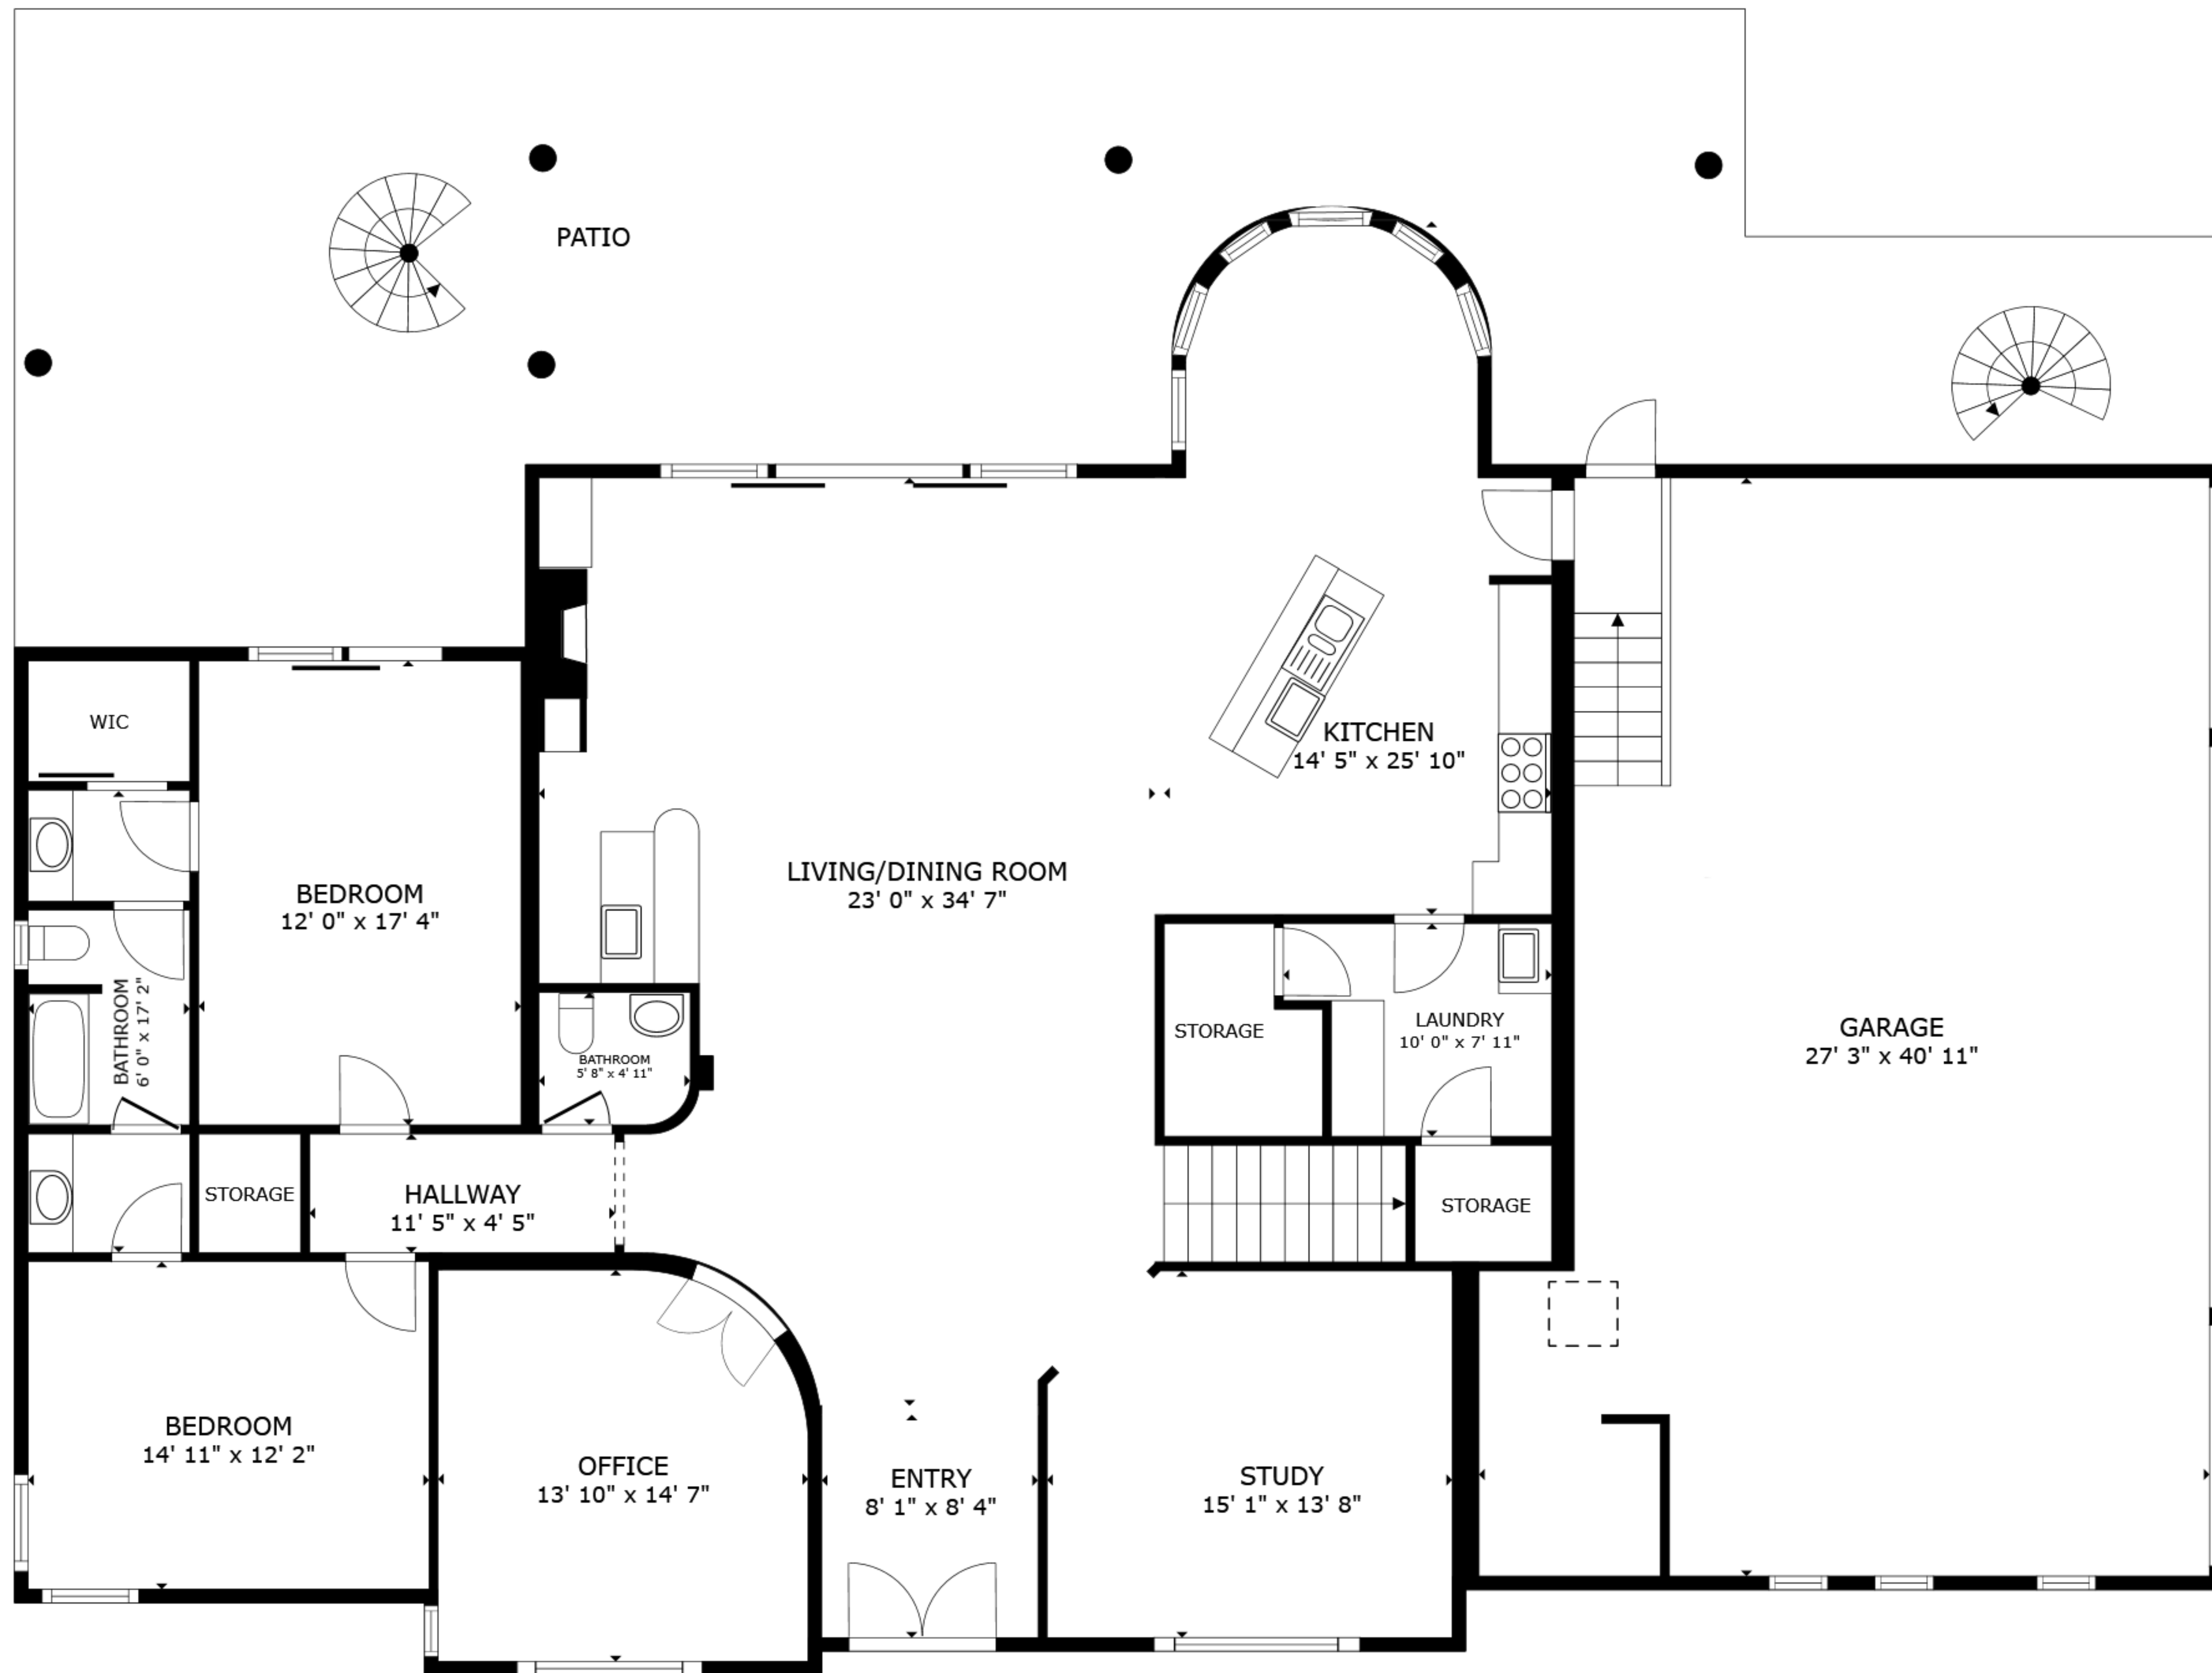 PATIO
WIC
KITCHEN
14' 5" x 25' 10"
LIVING/DINING ROOM
23' 0" x 34' 7"
BEDROOM
12' 0" x 17' 4"
BATHROOM
6' 0" x 17' 2"
BATHROOM
5' 8" x 4' 11"
STORAGE
LAUNDRY
10' 0" x 7' 11"
GARAGE
27' 3" x 40' 11"
STORAGE
HALLWAY
11' 5" x 4' 5"
STORAGE
BEDROOM
14' 11" x 12' 2"
OFFICE
13' 10" x 14' 7"
ENTRY
8' 1" x 8' 4"
STUDY
15' 1" x 13' 8"